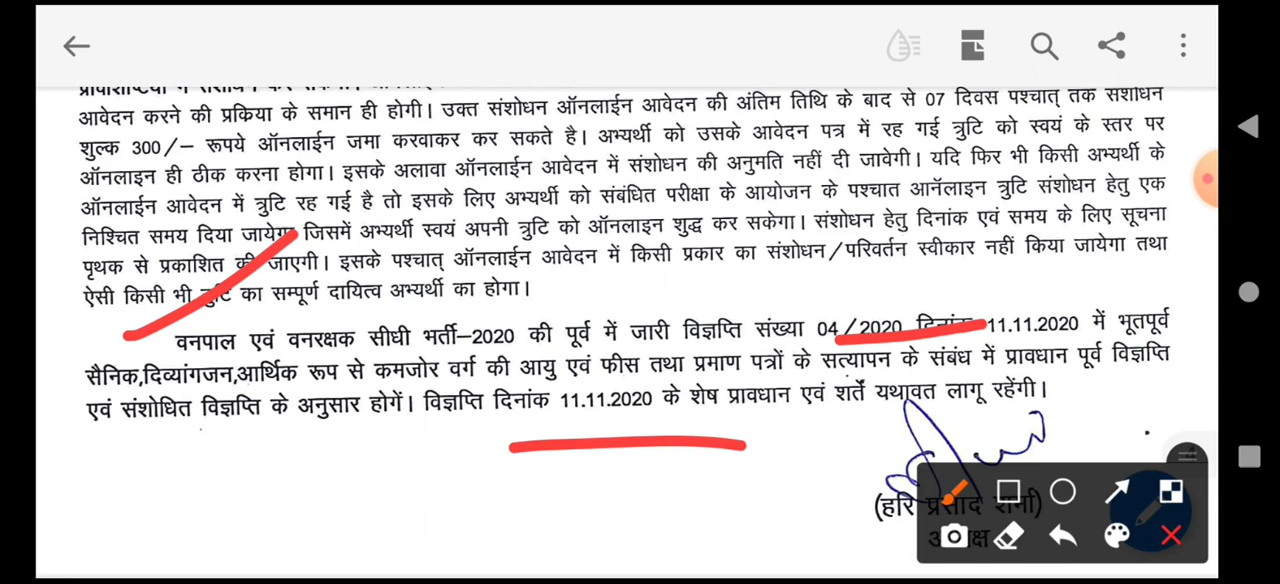 आवेदन करने की प्रकिया के समान ही होगी। उक्त संशोधन ऑनलाईन आवेदन की अंतिम तिथि के बाद से 07 दिवस पश्चात् तक संशोधन
शुल्क 300/– रूपये ऑनलाईन जमा करवाकर कर सकते है। अभ्यर्थी को उसके आवेदन पत्र में रह गई त्रुटि को स्वयं के स्तर पर
ऑनलाइन ही ठीक करना होगा। इसके अलावा ऑनलाईन आवेदन में संशोधन की अनुमति नहीं दी जावेगी। यदि फिर भी किसी अभ्यर्थी के
ऑनलाईन आवेदन में त्रुटि रह गई है तो इसके लिए अभ्यर्थी को संबंधित परीक्षा के आयोजन के पश्चात आनॅलाइन त्रुटि संशोधन हेतु एक
निश्चित समय दिया जायेगा जिसमें अभ्यर्थी स्वयं अपनी त्रुटि को ऑनलाइन शुद्ध कर सकेगा। संशोधन हेतु दिनांक एवं समय के लिए सूचना
पृथक से प्रकाशित की जाएगी। इसके पश्चात् ऑनलाईन आवेदन में किसी प्रकार का संशोधन/परिवर्तन स्वीकार नहीं किया जायेगा तथा
ऐसी किसी भी त्रुटि का सम्पूर्ण दायित्व अभ्यर्थी का होगा।
वनपाल एवं वनरक्षक सीधी भर्ती–2020 की पूर्व में जारी विज्ञप्ति संख्या 04/2020 दिनांक 11.11.2020 में भूतपूर्व
सैनिक,दिव्यांगजन,आर्थिक रूप से कमजोर वर्ग की आयु एवं फीस तथा प्रमाण पत्रों के सत्यापन के संबंध में प्रावधान पूर्व विज्ञप्ति
एवं संशोधित विज्ञप्ति के अनुसार होगें। विज्ञप्ति दिनांक 11.11.2020 के शेष प्रावधान एवं शर्तें यथावत लागू रहेंगी।
(हरि प्रसाद शर्मा)